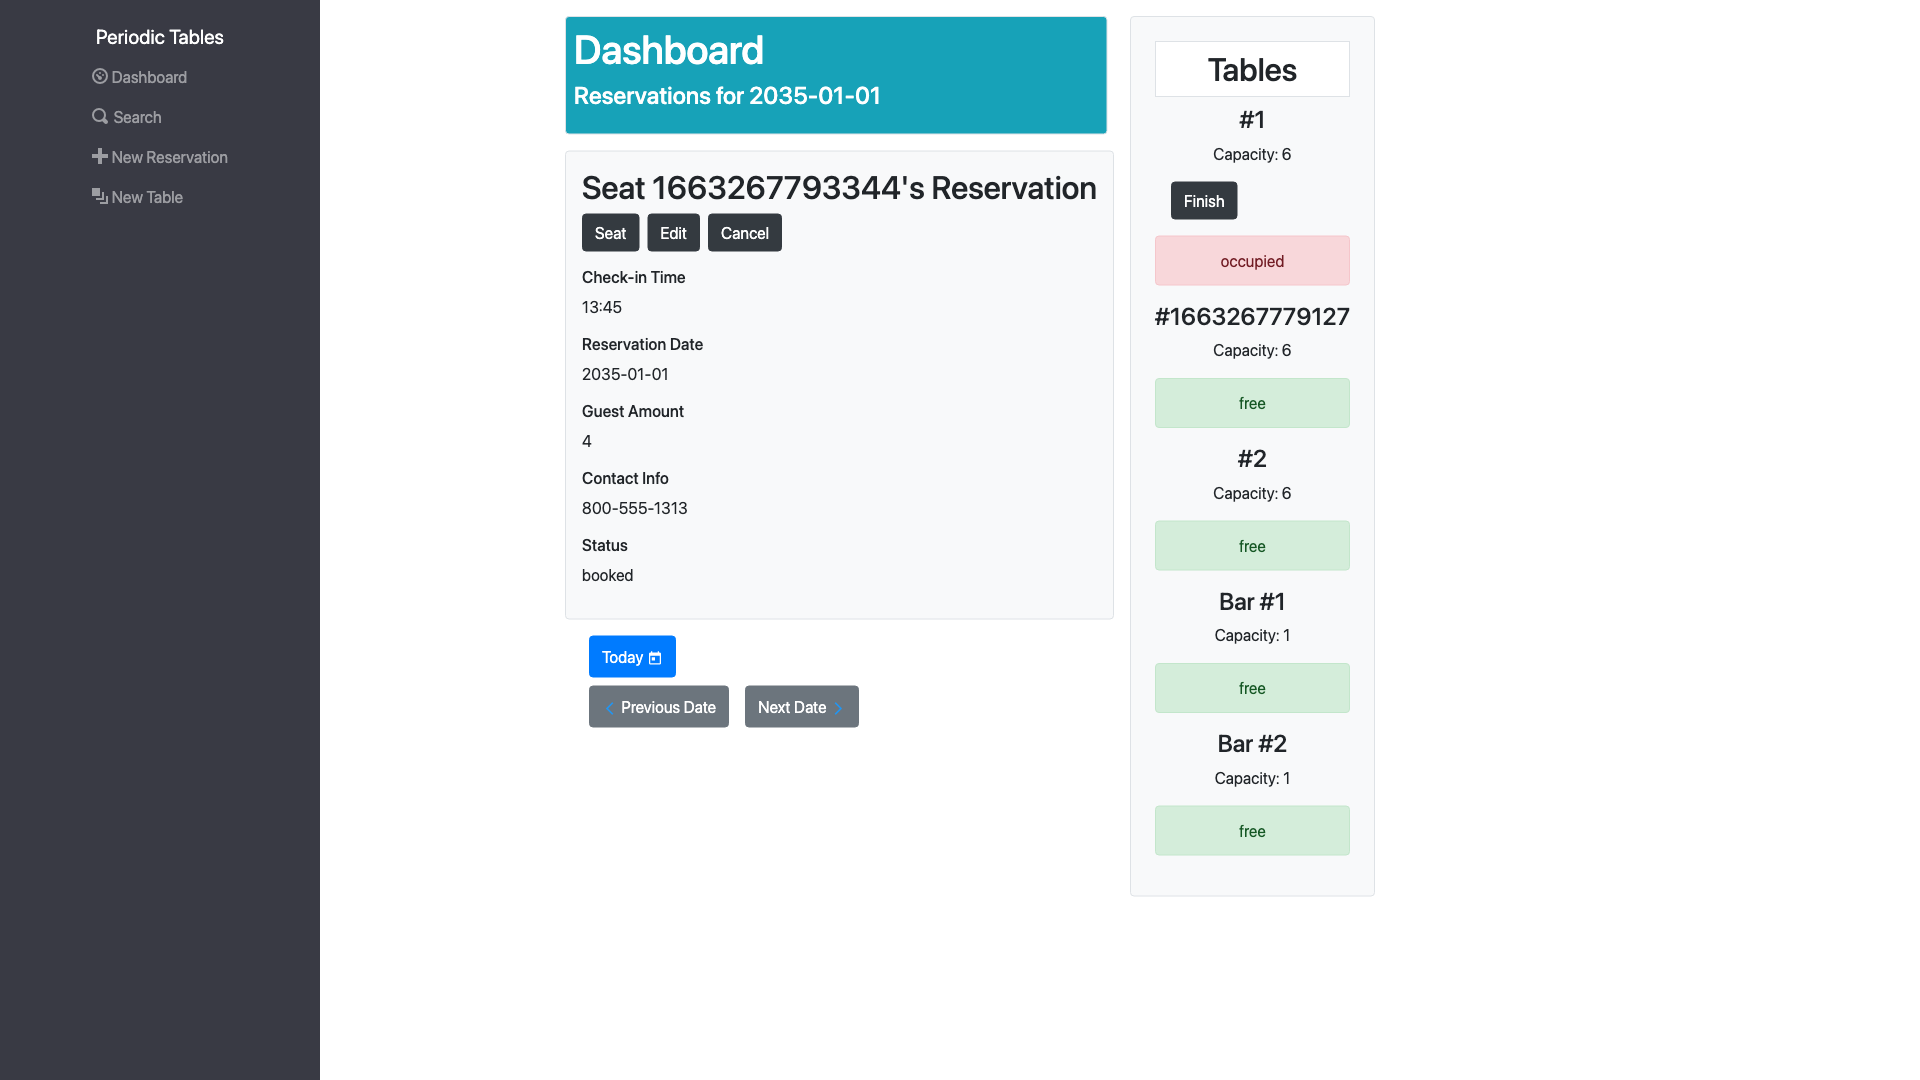 Periodic Tables
Dashboard
Search
New Reservation
New Table
Dashboard
Reservations for 2035-01-01
Seat 1663267793344's Reservation
Seat Edit Cancel
Check-in Time
13:45
Reservation Date
2035-01-01
Guest Amount
4
Contact Info
800-555-1313
Status
booked
Today
Previous Date Next Date
Tables
#1
Capacity: 6
Finish
occupied
#1663267779127
Capacity: 6
free
#2
Capacity: 6
free
Bar #1
Capacity: 1
free
Bar #2
Capacity: 1
free